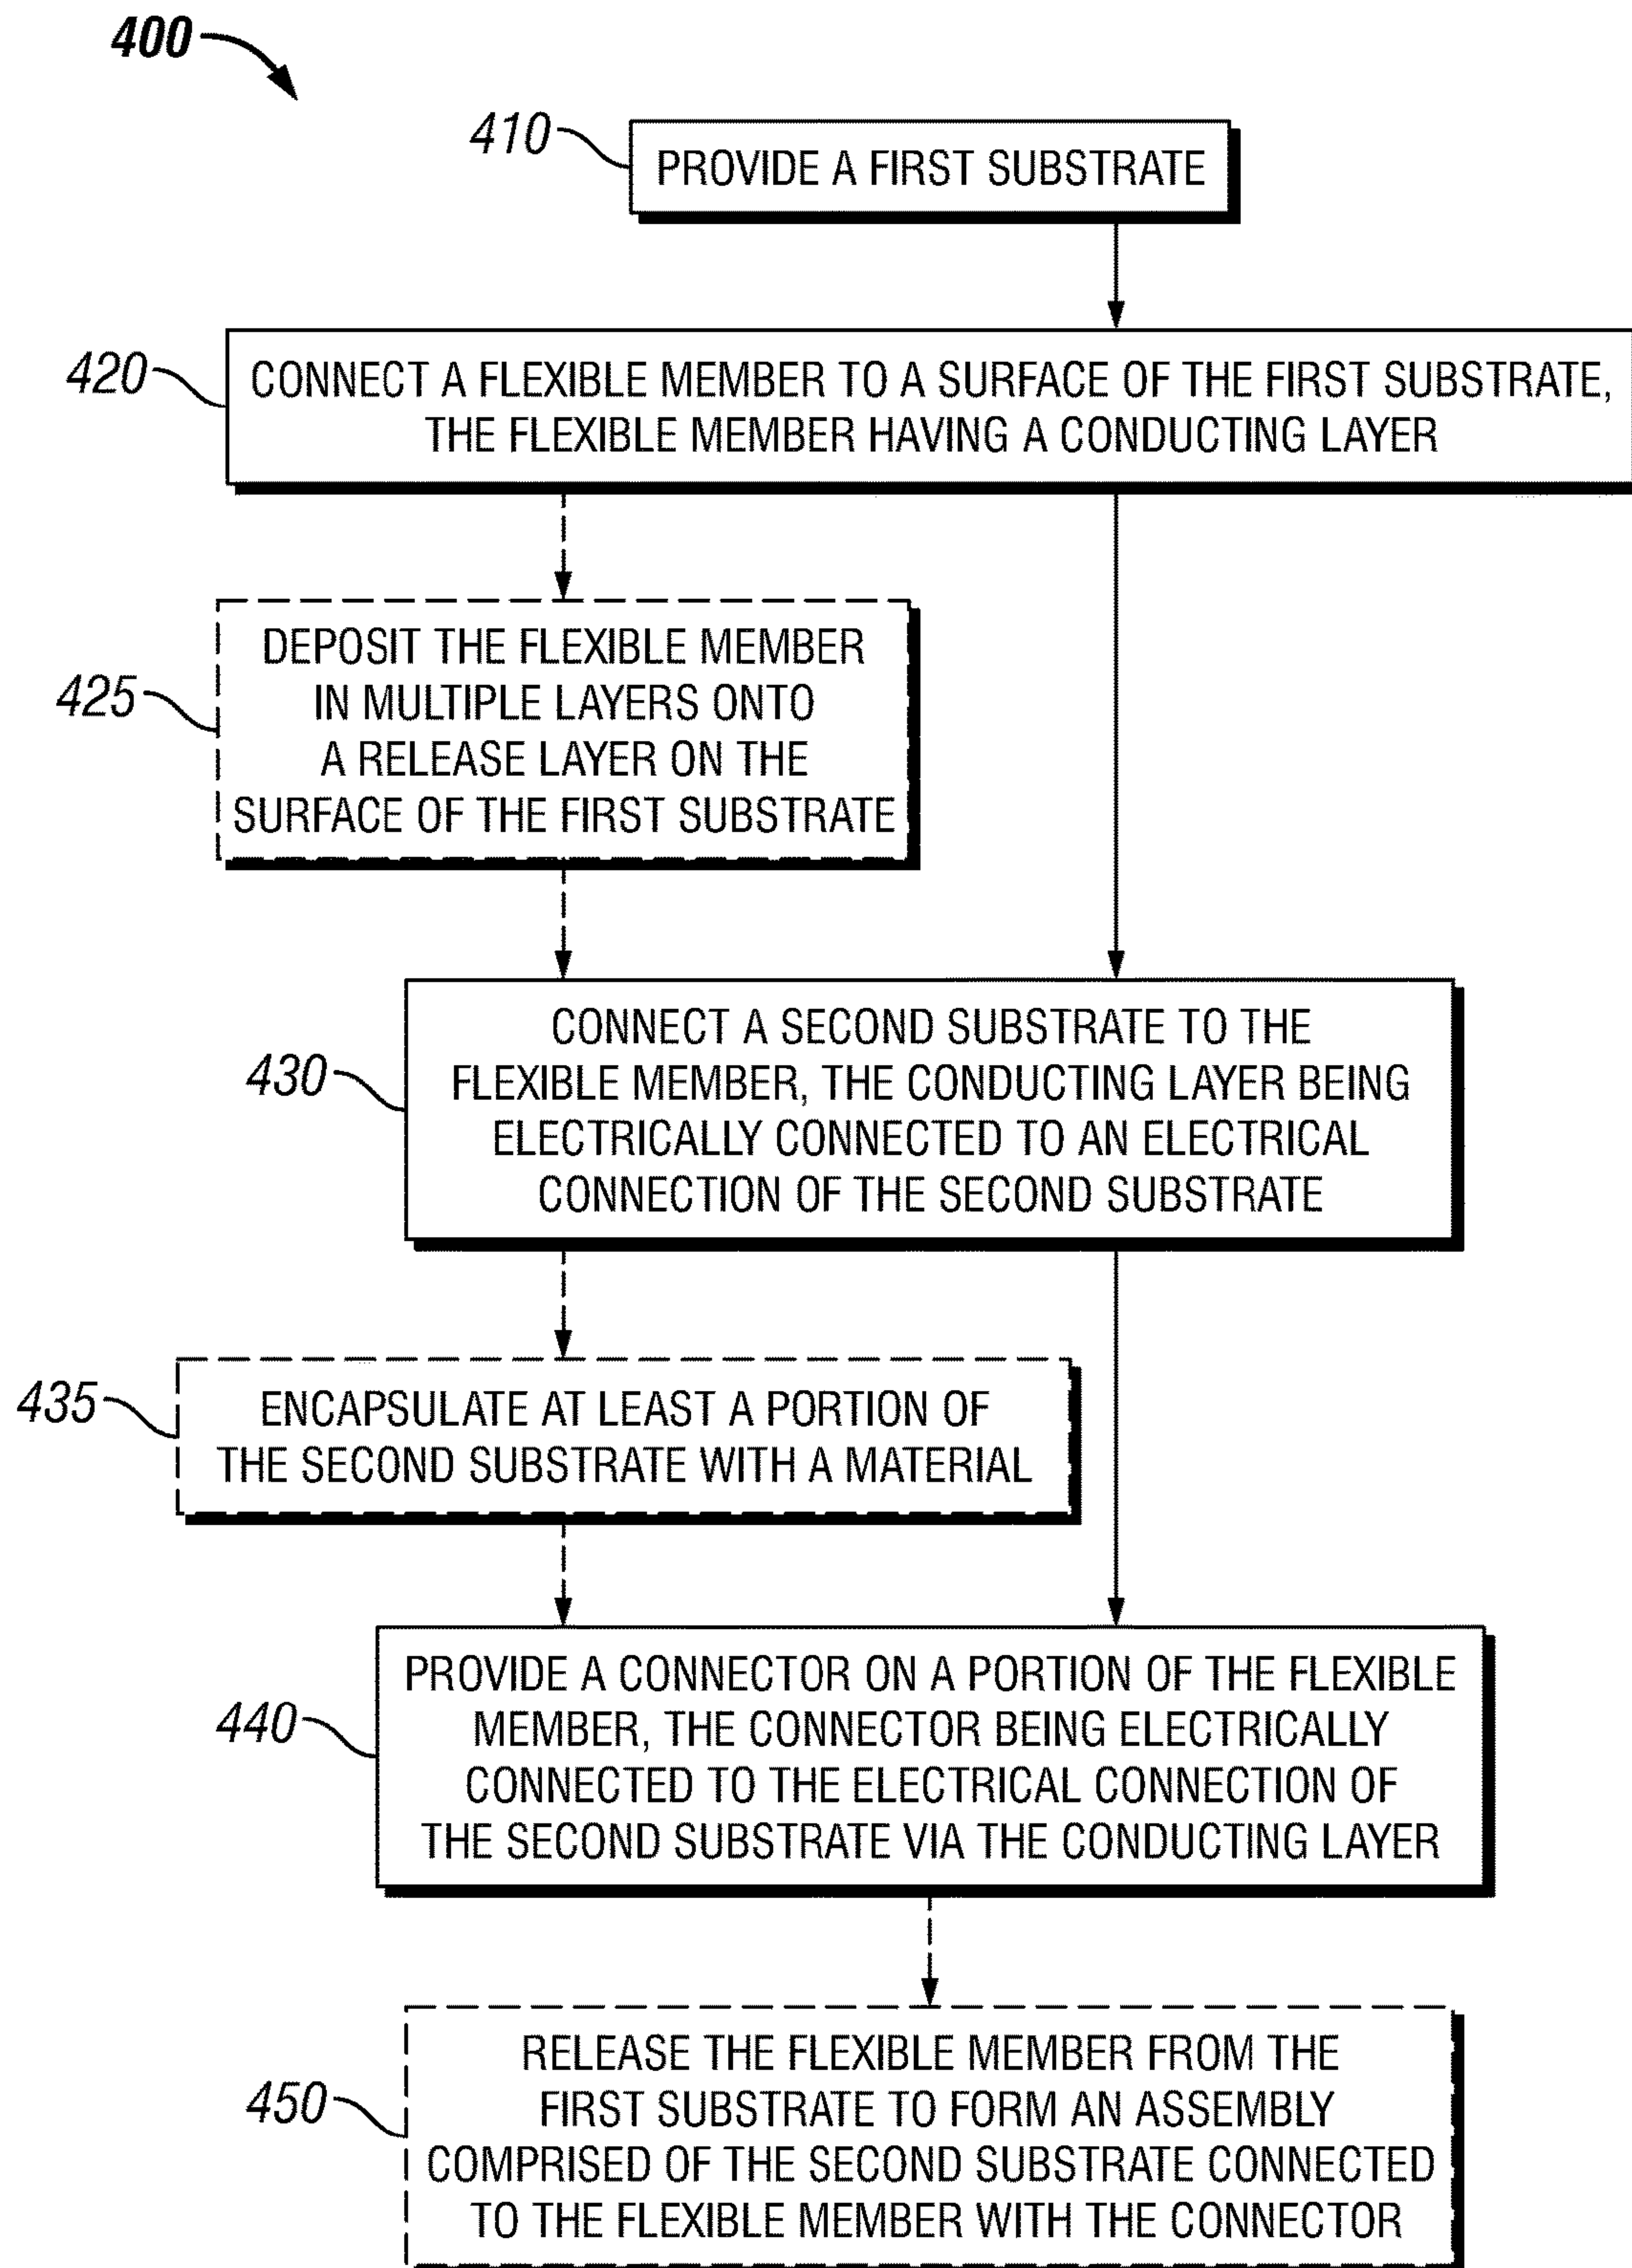 400
410
PROVIDE A FIRST SUBSTRATE
420
CONNECT A FLEXIBLE MEMBER TO A SURFACE OF THE FIRST SUBSTRATE,
THE FLEXIBLE MEMBER HAVING A CONDUCTING LAYER
425
DEPOSIT THE FLEXIBLE MEMBER
IN MULTIPLE LAYERS ONTO
A RELEASE LAYER ON THE
SURFACE OF THE FIRST SUBSTRATE
430
CONNECT A SECOND SUBSTRATE TO THE
FLEXIBLE MEMBER, THE CONDUCTING LAYER BEING
ELECTRICALLY CONNECTED TO AN ELECTRICAL
CONNECTION OF THE SECOND SUBSTRATE
435
ENCAPSULATE AT LEAST A PORTION OF
THE SECOND SUBSTRATE WITH A MATERIAL
440
PROVIDE A CONNECTOR ON A PORTION OF THE FLEXIBLE
MEMBER, THE CONNECTOR BEING ELECTRICALLY
CONNECTED TO THE ELECTRICAL CONNECTION OF
THE SECOND SUBSTRATE VIA THE CONDUCTING LAYER
450
RELEASE THE FLEXIBLE MEMBER FROM THE
FIRST SUBSTRATE TO FORM AN ASSEMBLY
COMPRISED OF THE SECOND SUBSTRATE CONNECTED
TO THE FLEXIBLE MEMBER WITH THE CONNECTOR